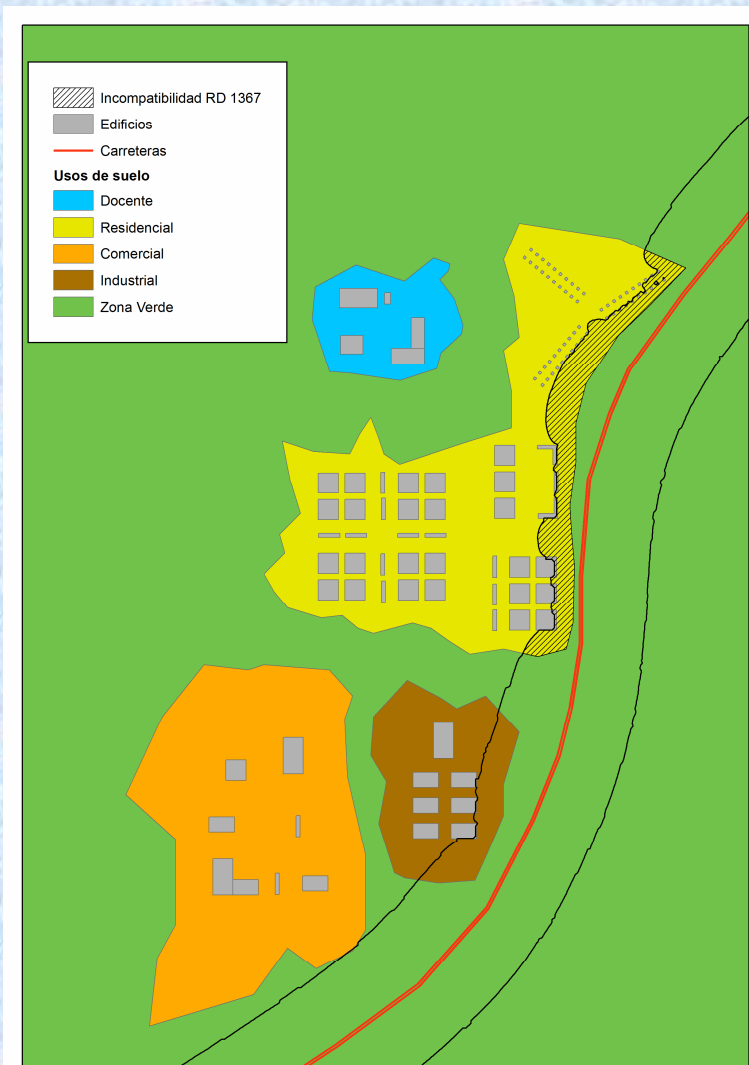 Incompatibilidad RD 1367
Edificios
Carreteras
Usos de suelo
Docente
Residencial
Comercial
Industrial
Zona Verde